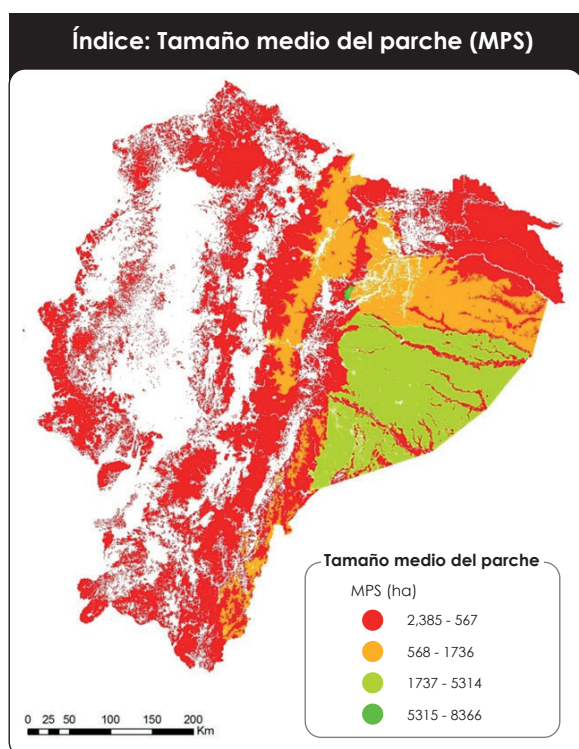 Índice: Tamaño medio del parche (MPS)
Tamaño medio del parche
MPS (ha)
2,385 - 567
568 - 1736
1737 - 5314
5315 - 8366
0 25 50 100 150 200
Km